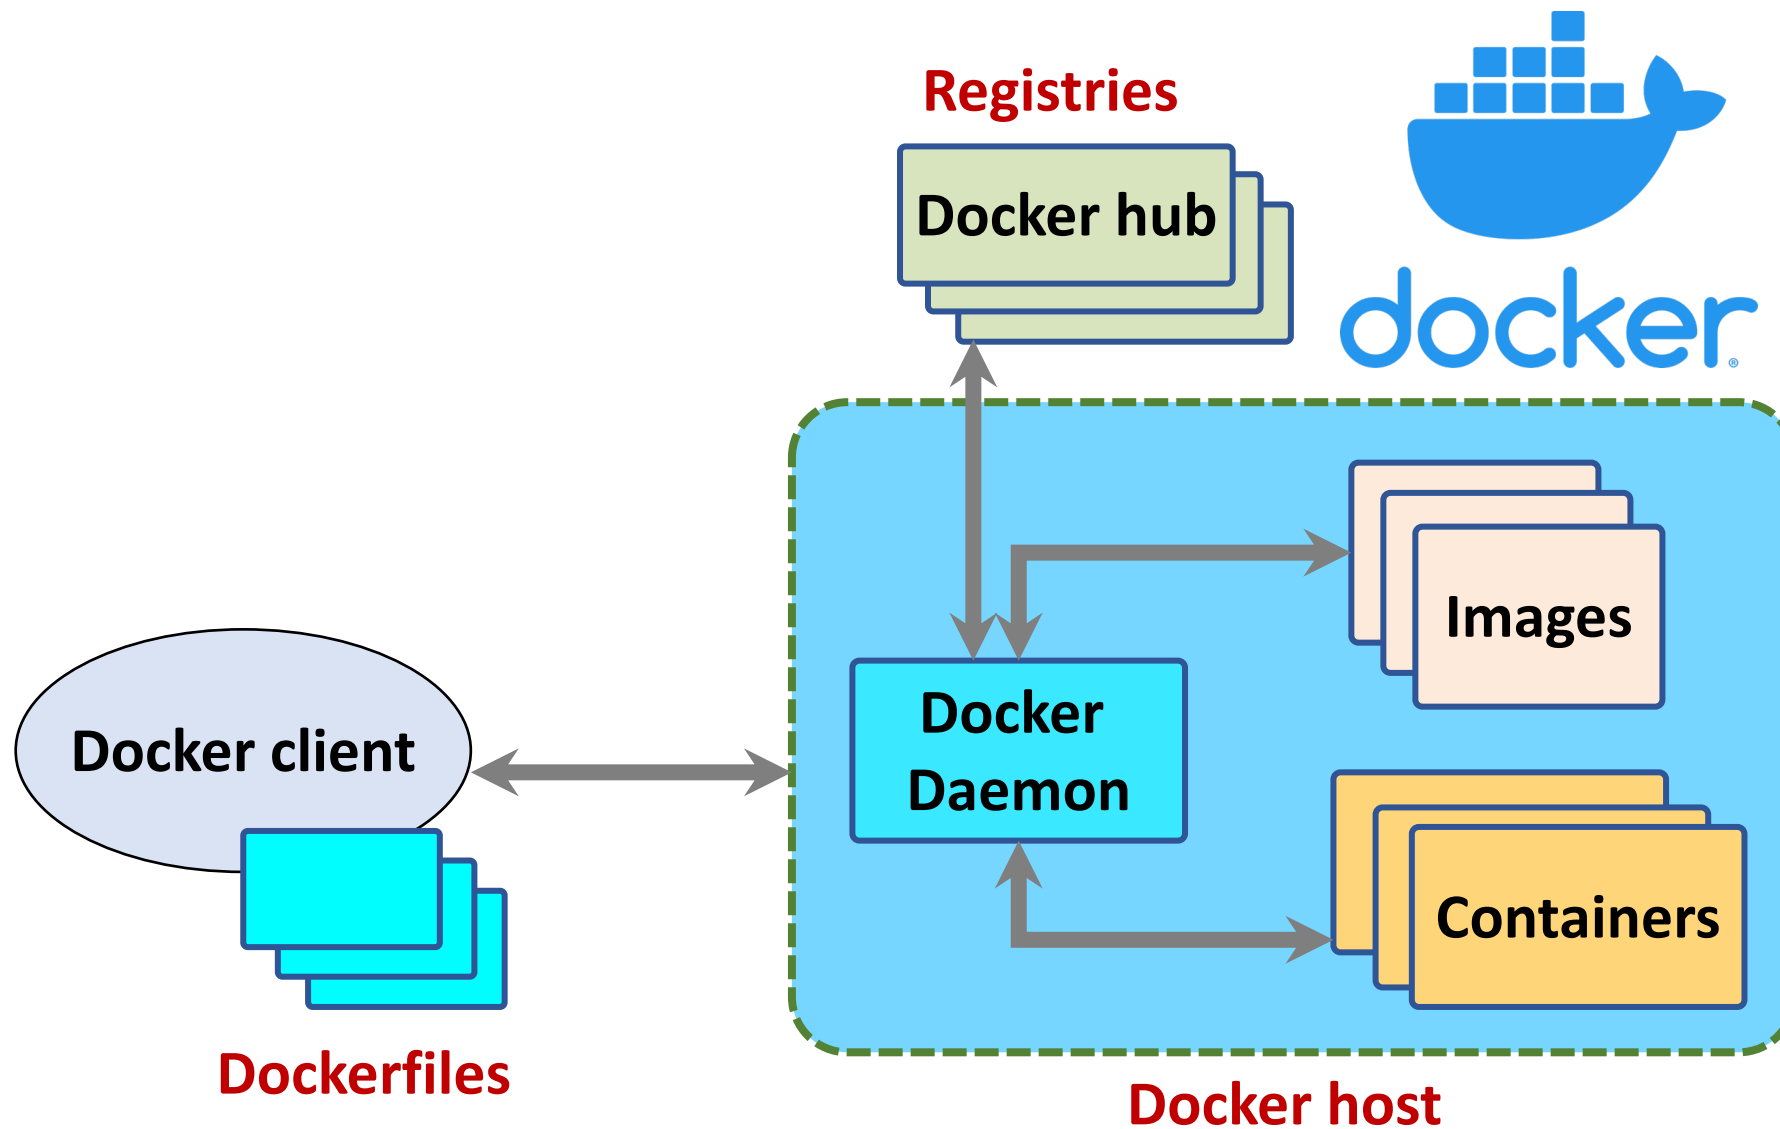 Registries
Docker hub
docker
®
Images
Docker
Daemon
Docker client
Containers
Dockerfiles
Docker host